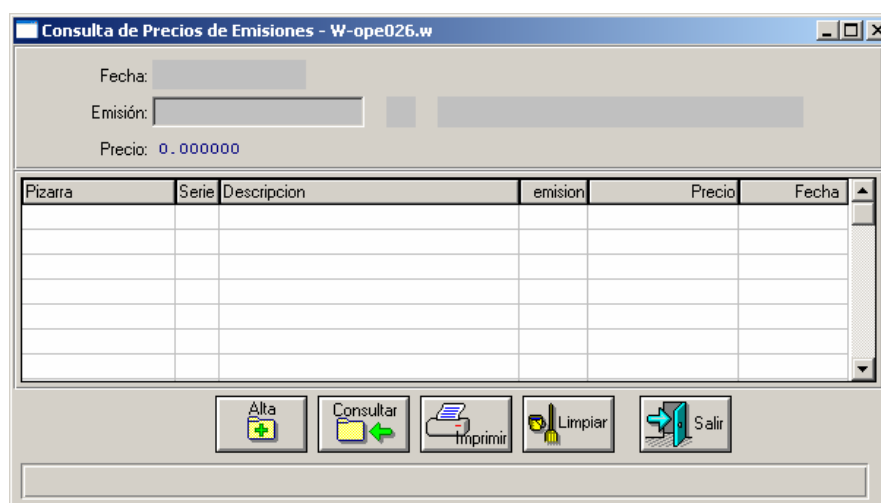 Consulta de Precios de Emisiones - W-ope026.w
Fecha:
Emisión:
Precio: 0.000000
Pizarra Serie Descripcion emision Precio Fecha
Alta Consultar Imprimir Limpiar Salir